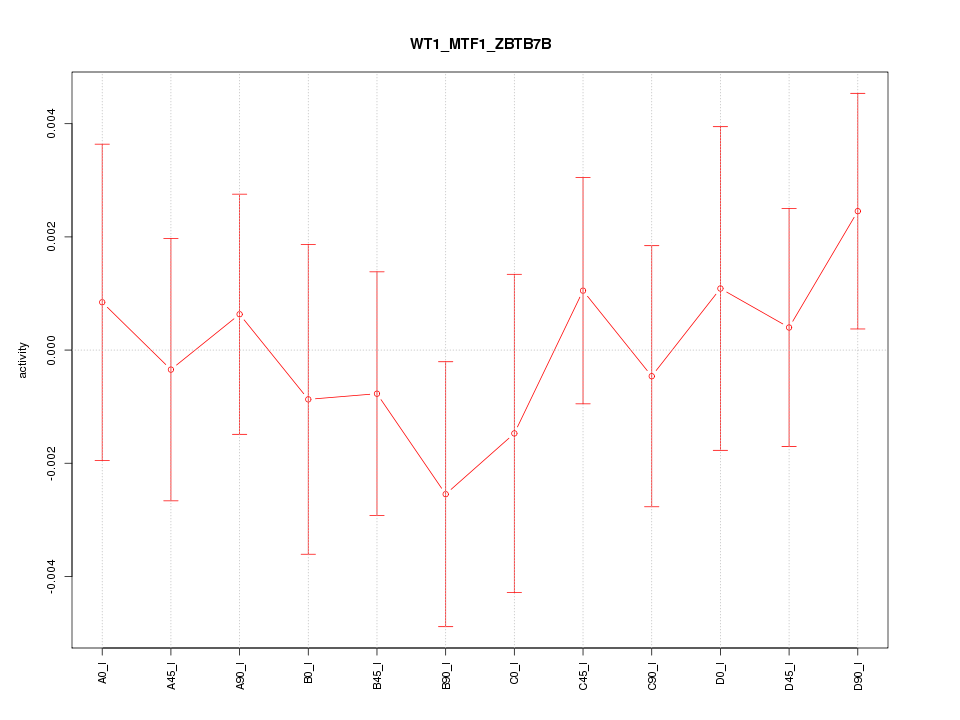 WT1_MTF1_ZBTB7B
activity
0.004
0.002
0.000
-0.002
-0.004
A0_I
A45_I
A90_I
B0_I
B45_I
B90_I
C0_I
C45_I
C90_I
D0_I
D45_I
D90_I